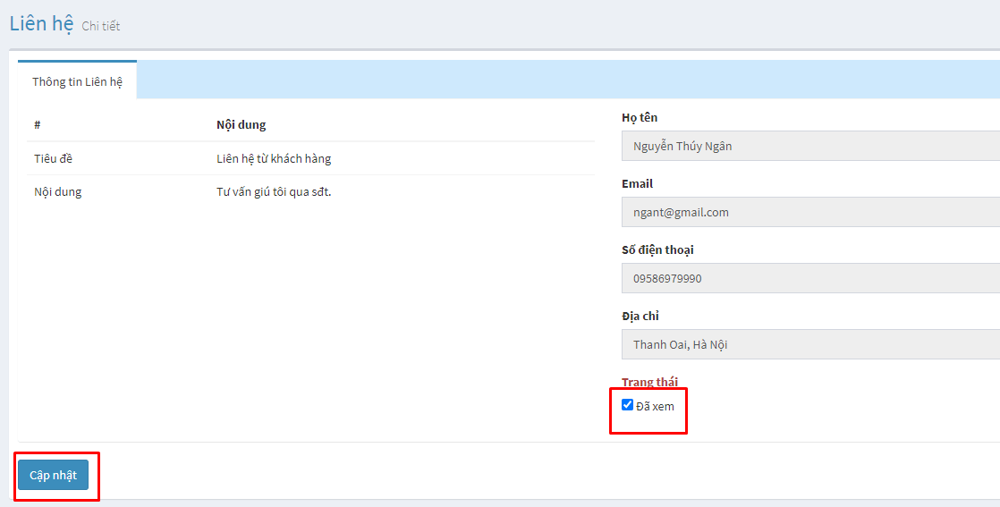 Liên hệ Chi tiết
Thông tin Liên hệ
# Nội dung
Tiêu đề Liên hệ từ khách hàng
Nội dung Tư vấn giú tôi qua sđt.
Họ tên
Nguyễn Thúy Ngân
Email
ngant@gmail.com
Số điện thoại
09586979990
Địa chỉ
Thanh Oai, Hà Nội
Trang thái
Đã xem
Cập nhật